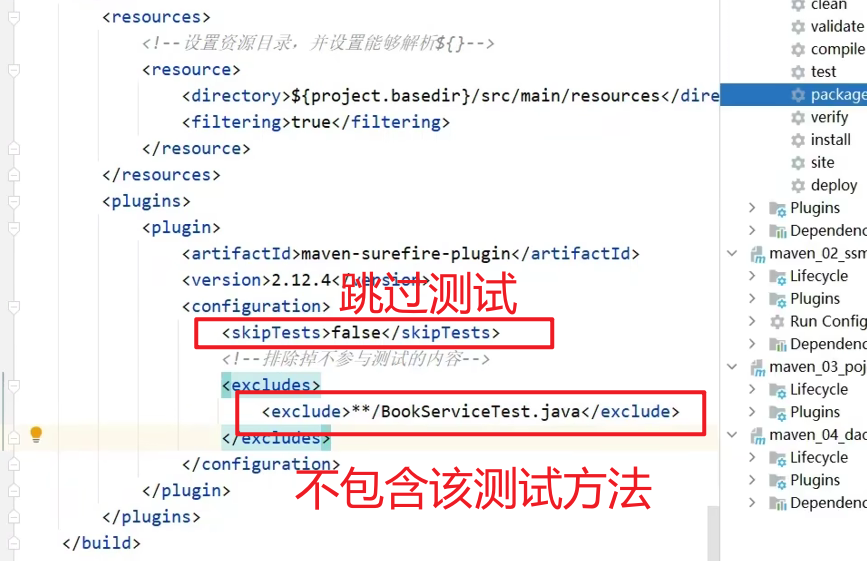 <resources>
<!--设置资源目录，并设置能够解析${}-->
<resource>
<directory>${project.basedir}/src/main/resources</dire
<filtering>true</filtering>
</resource>
</resources>
<plugins>
<plugin>
<artifactId>maven-surefire-plugin</artifactId>
<version>2.12.4</version>
<configuration>
跳过测试
<skipTests>false</skipTests>
<!--排除掉不参与测试的内容-->
<excludes>
<exclude>**/BookServiceTest.java</exclude>
</excludes>
</configuration>
不包含该测试方法
</plugin>
</plugins>
</build>
clean
validate
compile
test
package
verify
install
site
deploy
Plugins
Dependenc
maven_02_ssm
Lifecycle
Plugins
Run Config
Dependenc
maven_03_poj
Lifecycle
Plugins
maven_04_dao
Lifecycle
Plugins
Dependenc